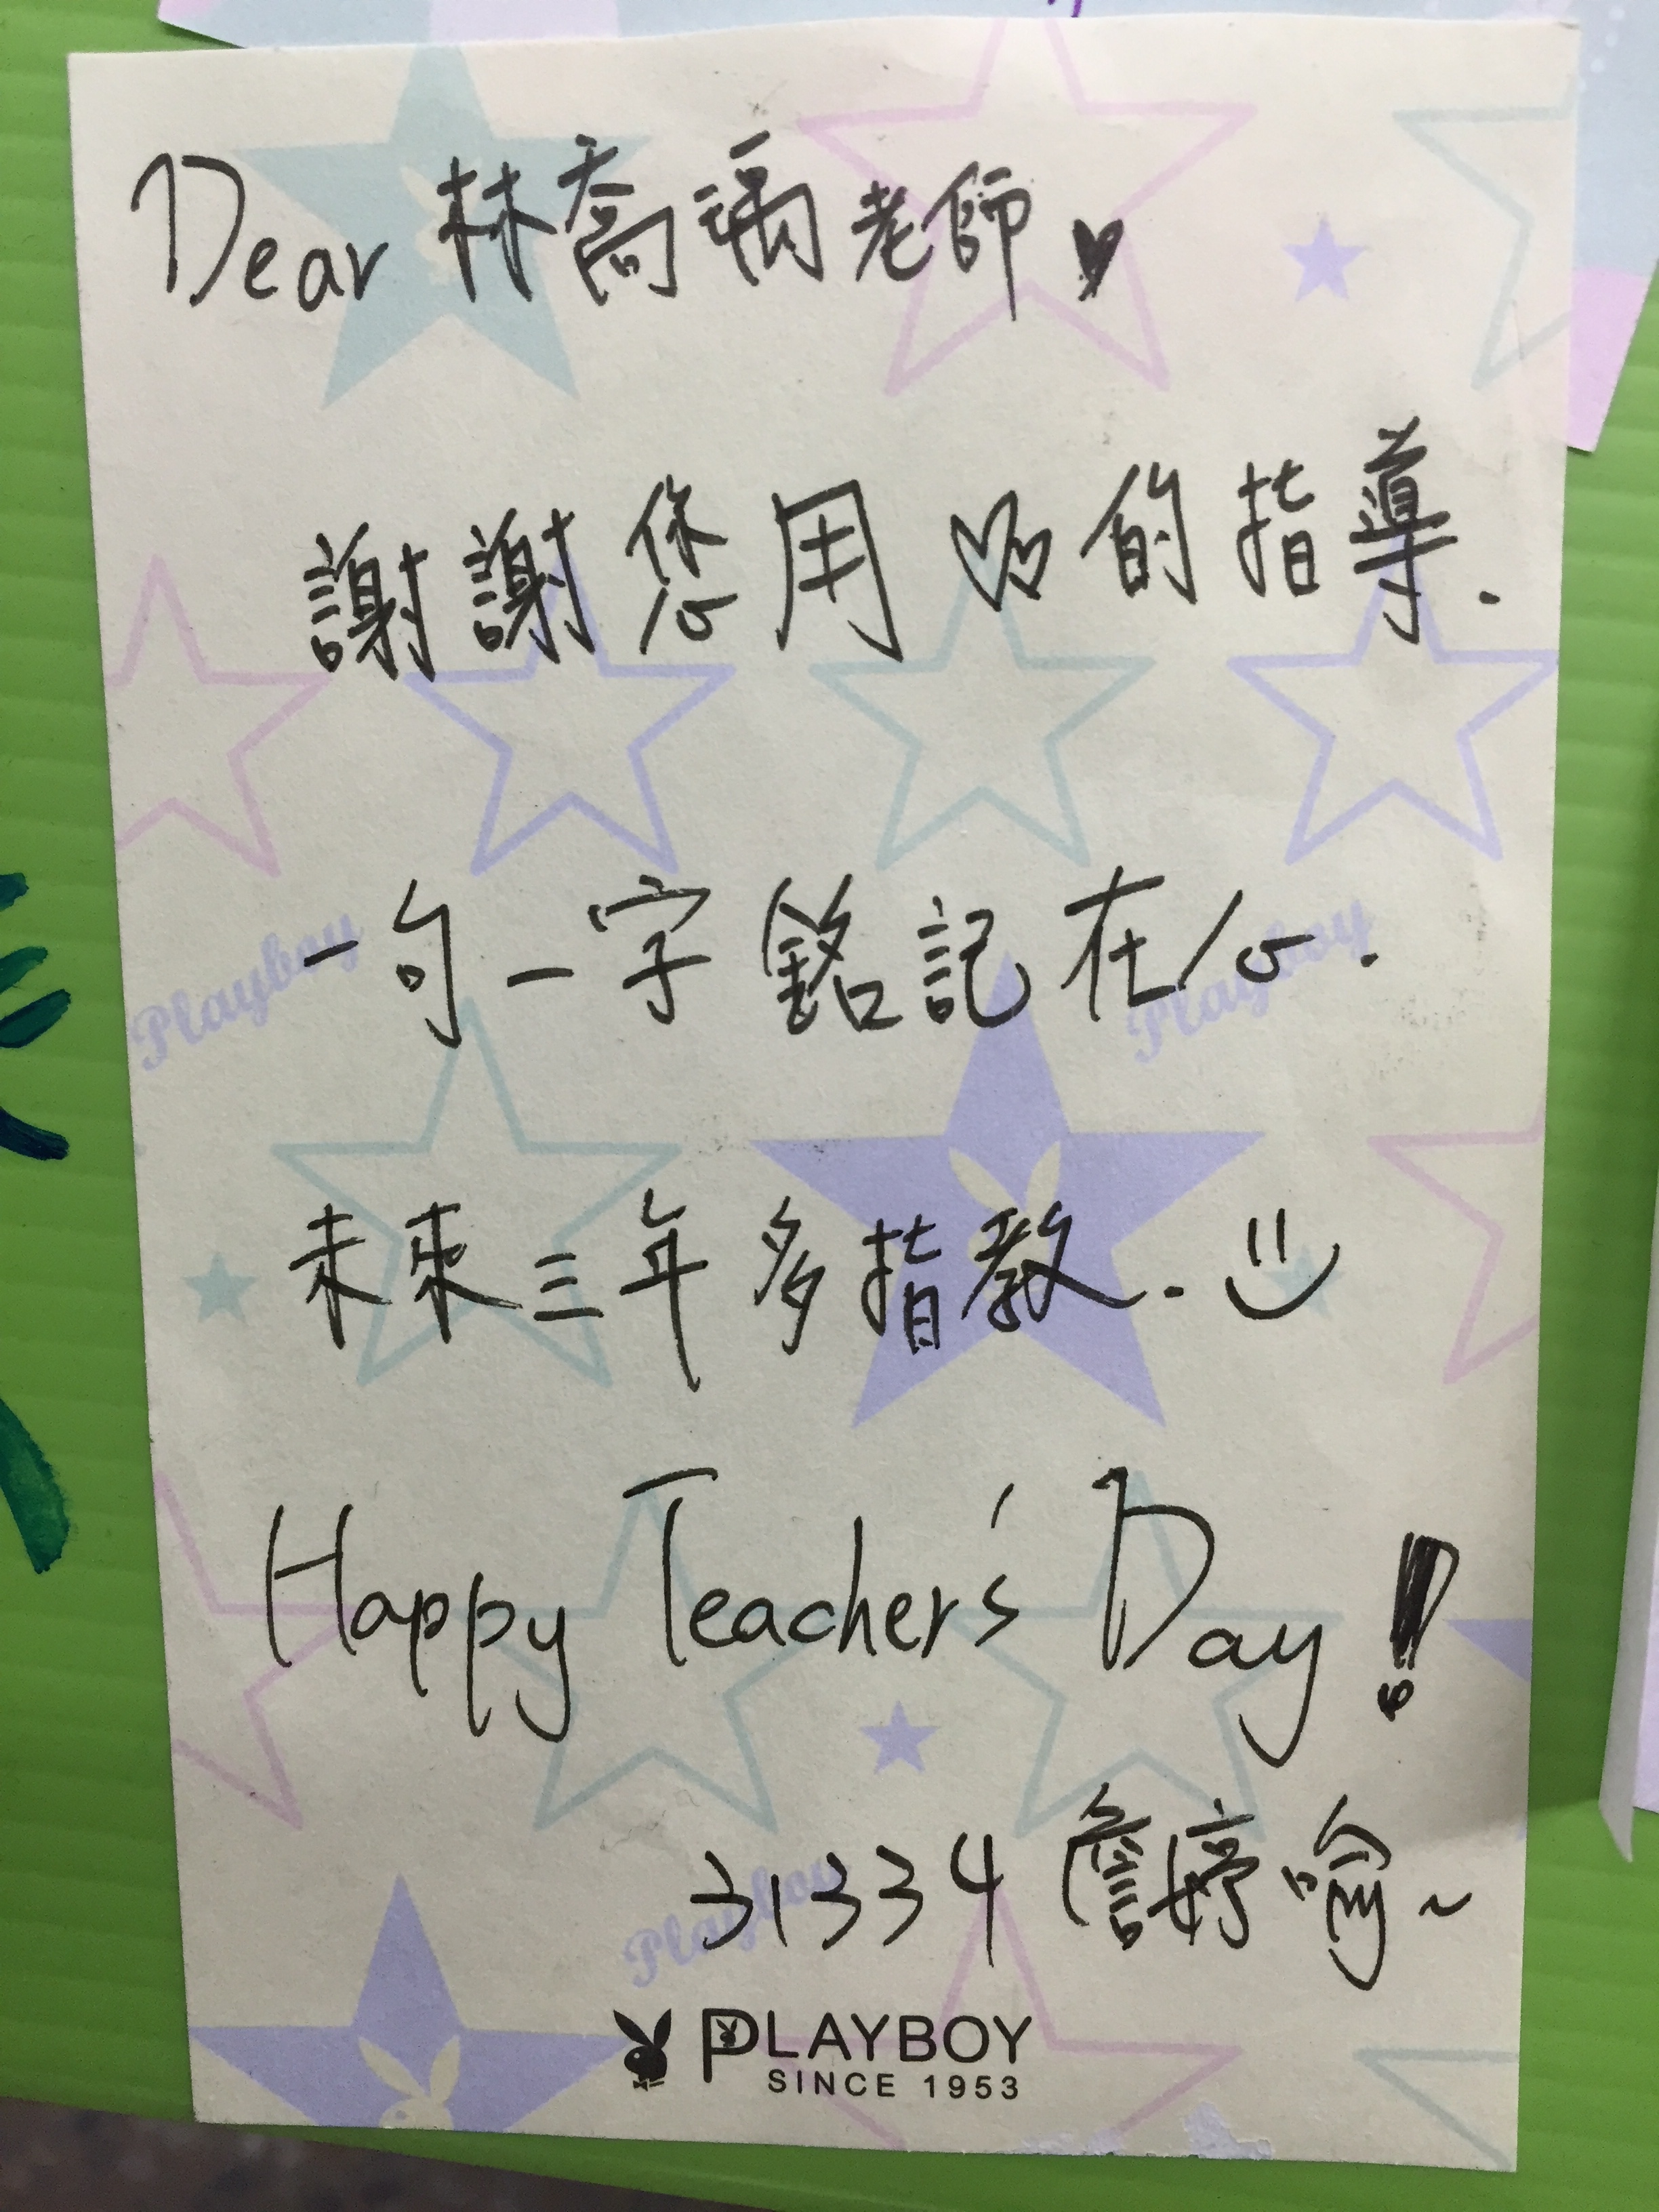 Dear 林喬禹老師♥
謝謝您用♡♡的指導.
一句一字銘記在心.
未來三年多指教. :)
Happy Teacher's Day!
31334 詹婷喻~
Playboy
Playboy
Playboy
PLAYBOY
SINCE 1953